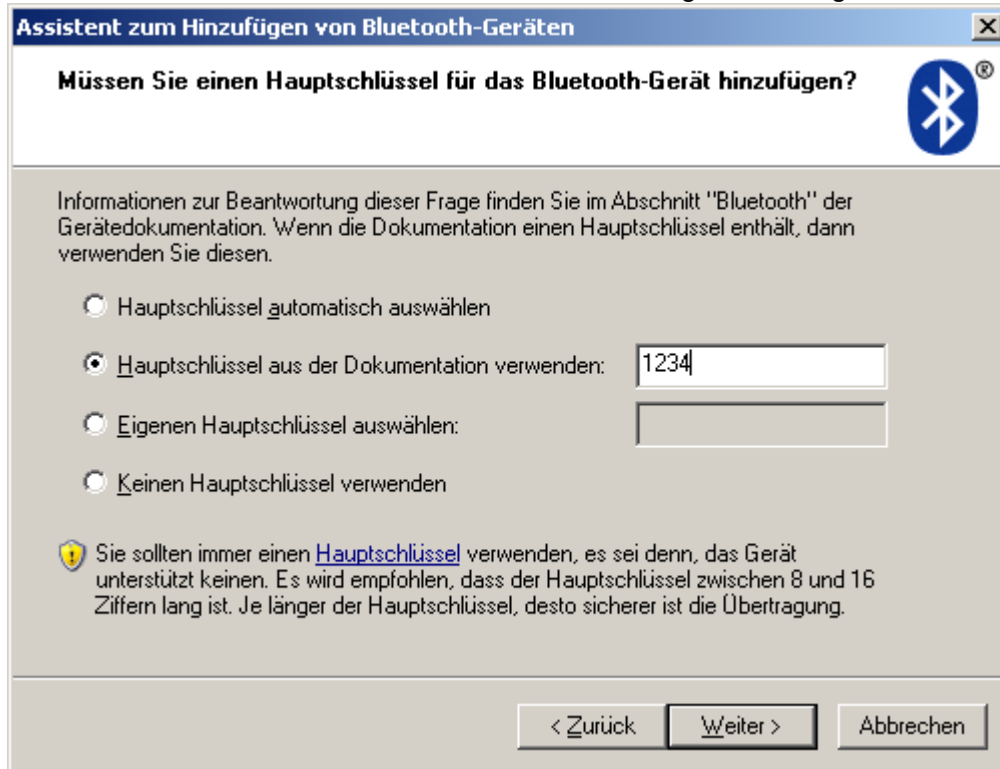 Assistent zum Hinzufügen von Bluetooth-Geräten
Müssen Sie einen Hauptschlüssel für das Bluetooth-Gerät hinzufügen?
®
Informationen zur Beantwortung dieser Frage finden Sie im Abschnitt "Bluetooth" der
Gerätedokumentation. Wenn die Dokumentation einen Hauptschlüssel enthält, dann
verwenden Sie diesen.
Hauptschlüssel automatisch auswählen
Hauptschlüssel aus der Dokumentation verwenden: 1234
Eigenen Hauptschlüssel auswählen:
Keinen Hauptschlüssel verwenden
Sie sollten immer einen Hauptschlüssel verwenden, es sei denn, das Gerät
unterstützt keinen. Es wird empfohlen, dass der Hauptschlüssel zwischen 8 und 16
Ziffern lang ist. Je länger der Hauptschlüssel, desto sicherer ist die Übertragung.
< Zurück Weiter > Abbrechen